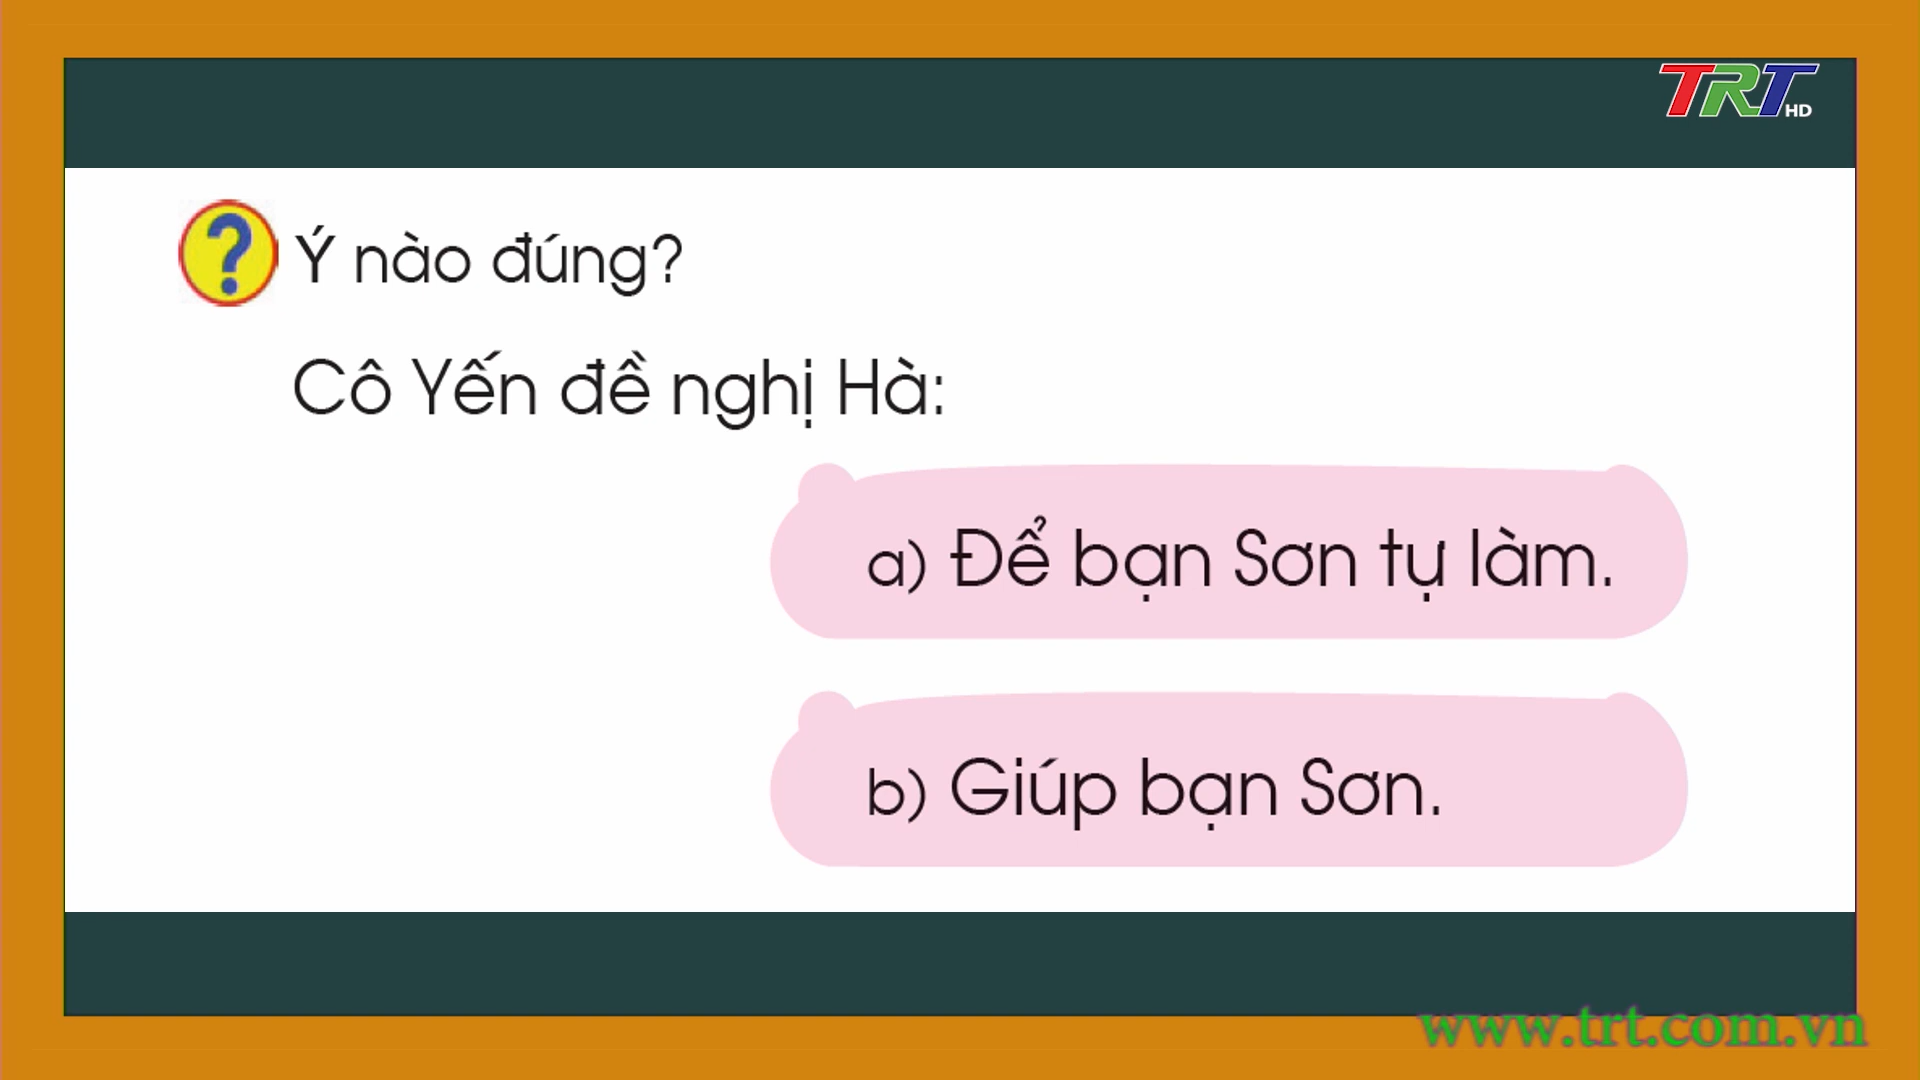 TRT HD
? Ý nào đúng?
Cô Yến đề nghị Hà:
a) Để bạn Sơn tự làm.
b) Giúp bạn Sơn.
www.trt.com.vn